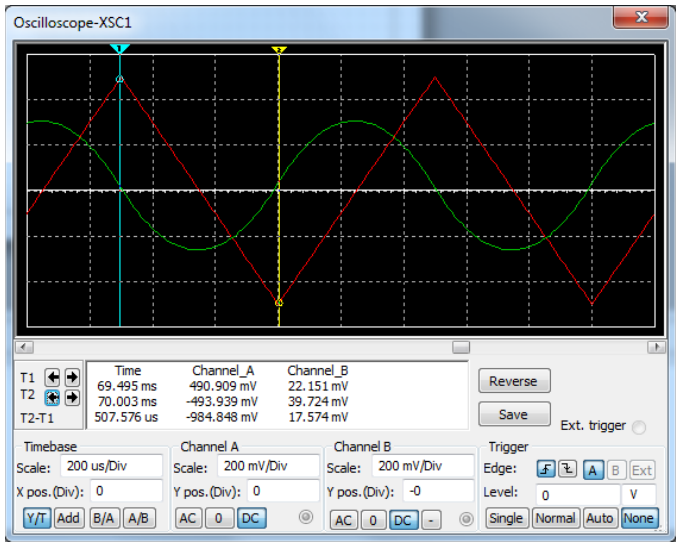 Oscilloscope-XSC1
1 2
Time Channel_A Channel_B
T1 69.495 ms 490.909 mV 22.151 mV
T2 70.003 ms -493.939 mV 39.724 mV
T2-T1 507.576 us -984.848 mV 17.574 mV
Reverse
Save
Ext. trigger
Timebase
Scale: 200 us/Div
X pos.(Div): 0
Y/T Add B/A A/B
Channel A
Scale: 200 mV/Div
Y pos.(Div): 0
AC 0 DC
Channel B
Scale: 200 mV/Div
Y pos.(Div): -0
AC 0 DC -
Trigger
Edge: A B Ext
Level: 0 V
Single Normal Auto None